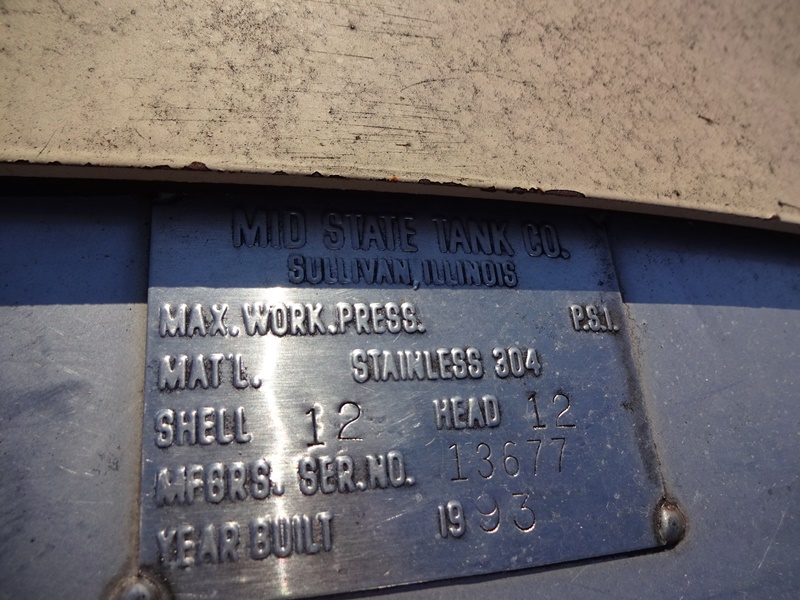 MID STATE TANK CO.
SULLIVAN, ILLINOIS
MAX. WORK. PRESS. P.S.I.
MAT'L. STAINLESS 304
SHELL 12 HEAD 12
MFGRS. SER. NO. 13677
YEAR BUILT 1993